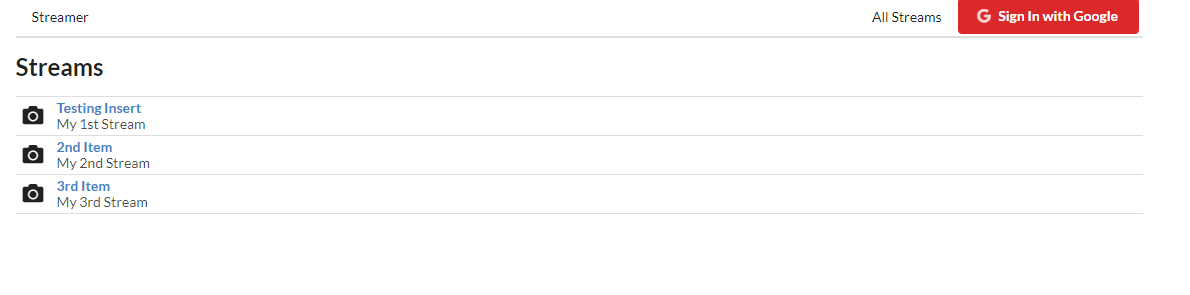 Streamer All Streams Sign In with Google
Streams
Testing Insert
My 1st Stream
2nd Item
My 2nd Stream
3rd Item
My 3rd Stream